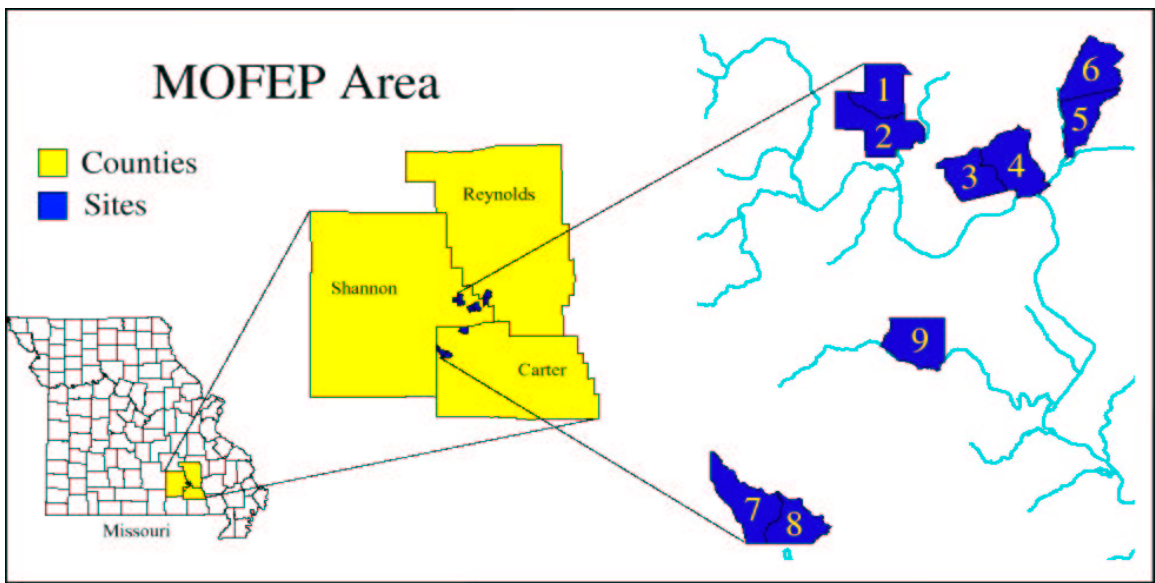 MOFEP Area
Counties
Sites
Reynolds
Shannon
Carter
Missouri
1
2
3
4
5
6
7
8
9